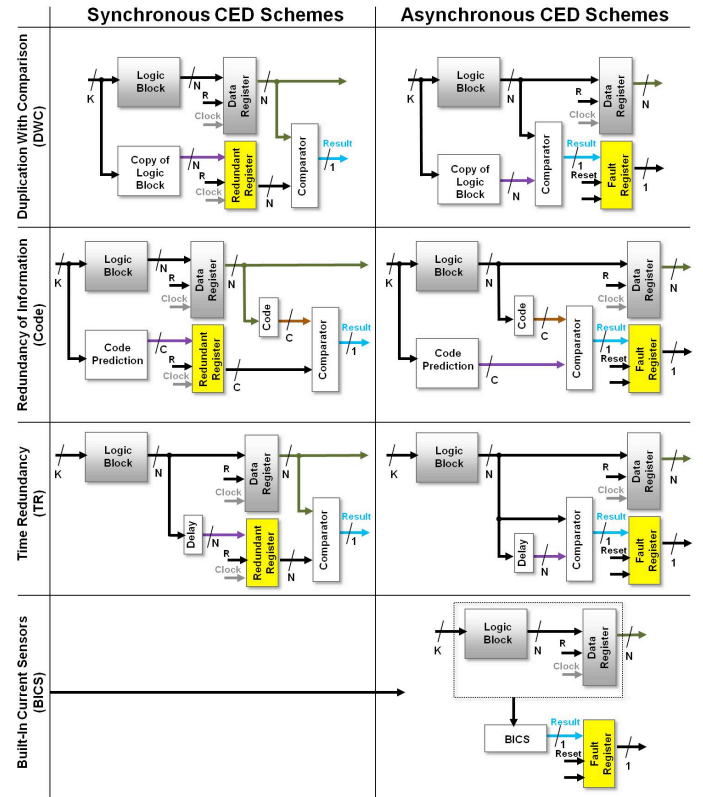 Synchronous CED Schemes
Asynchronous CED Schemes
Duplication With Comparison
(DWC)
Logic
Block
K
N
R
Clock
Data
Register
N
Copy of
Logic
Block
N
R
Clock
Redundant
Register
N
Comparator
Result
1
Logic
Block
K
N
R
Clock
Data
Register
N
Copy of
Logic
Block
N
Comparator
Result
1
Reset
Fault
Register
1
Redundancy of Information
(Code)
Logic
Block
K
N
R
Clock
Data
Register
N
Code
C
Code
Prediction
C
R
Clock
Redundant
Register
C
Comparator
Result
1
Logic
Block
K
N
R
Clock
Data
Register
N
Code
C
Code
Prediction
C
Comparator
Result
1
Reset
Fault
Register
1
Time Redundancy
(TR)
Logic
Block
K
N
R
Clock
Data
Register
N
Delay
N
R
Clock
Redundant
Register
N
Comparator
Result
1
Logic
Block
K
N
R
Clock
Data
Register
N
Delay
N
Comparator
Result
1
Reset
Fault
Register
1
Built-In Current Sensors
(BICS)
Logic
Block
K
N
R
Clock
Data
Register
N
BICS
Result
1
Reset
Fault
Register
1